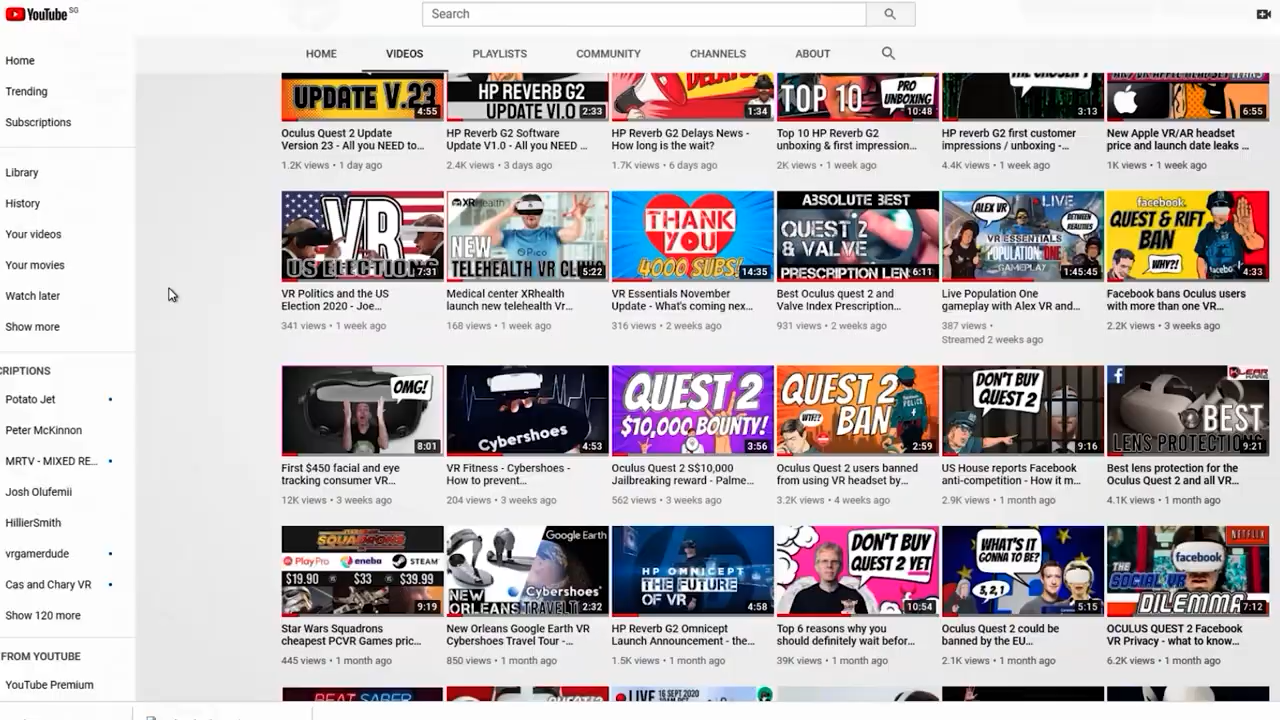 YouTube SG
Search
HOME
VIDEOS
PLAYLISTS
COMMUNITY
CHANNELS
ABOUT
Home
Trending
Subscriptions
Library
History
Your videos
Your movies
Watch later
Show more
CRIPTIONS
Potato Jet
Peter McKinnon
MRTV - MIXED RE...
Josh Olufemii
HillierSmith
vrgamerdude
Cas and Chary VR
Show 120 more
FROM YOUTUBE
YouTube Premium
UPDATE V.23
4:55
Oculus Quest 2 Update
Version 23 - All you NEED to...
1.2K views • 1 day ago
HP REVERB G2
UPDATE V1.0
2:33
HP Reverb G2 Software
Update V1.0 - All you NEED ...
2.4K views • 3 days ago
1:34
HP Reverb G2 Delays News -
How long is the wait?
1.7K views • 6 days ago
TOP 10
PRO
UNBOXING
10:48
Top 10 HP Reverb G2
unboxing & first impression...
2K views • 1 week ago
3:13
HP reverb G2 first customer
impressions / unboxing -...
4.4K views • 1 week ago
6:55
New Apple VR/AR headset
price and launch date leaks ...
1K views • 1 week ago
VR
US ELECTION
7:31
VR Politics and the US
Election 2020 - Joe...
341 views • 1 week ago
XRHealth
Pico
NEW
TELEHEALTH VR CLINIC
5:22
Medical center XRhealth
launch new telehealth Vr...
168 views • 1 week ago
THANK
YOU
4000 SUBS!
14:35
VR Essentials November
Update - What's coming nex...
316 views • 2 weeks ago
ABSOLUTE BEST
QUEST 2
& VALVE
PRESCRIPTION LEN
6:11
Best Oculus quest 2 and
Valve Index Prescription...
931 views • 2 weeks ago
ALEX VR
LIVE
BETWEEN
REALITIES
VR ESSENTIALS
POPULATION: ONE
GAMEPLAY
1:45:45
Live Population One
gameplay with Alex VR and...
387 views •
Streamed 2 weeks ago
facebook.
QUEST & RIFT
BAN
WHY?!
4:33
Facebook bans Oculus users
with more than one VR...
2.2K views • 3 weeks ago
OMG!
8:01
First $450 facial and eye
tracking consumer VR...
12K views • 3 weeks ago
Cybershoes
4:53
VR Fitness - Cybershoes -
How to prevent...
204 views • 3 weeks ago
QUEST 2
$10,000 BOUNTY!
3:56
Oculus Quest 2 S$10,000
Jailbreaking reward - Palme...
562 views • 3 weeks ago
QUEST 2
BAN
WTF!?
POLICE
2:59
Oculus Quest 2 users banned
from using VR headset by...
3.2K views • 4 weeks ago
DON'T BUY
QUEST 2
9:16
US House reports Facebook
anti-competition - How it m...
2.9K views • 1 month ago
BEST
LENS PROTECTION
9:21
Best lens protection for the
Oculus Quest 2 and all VR...
4.1K views • 1 month ago
SQUADRONS
PlayPro
eneba
STEAM
$19.90
$33
$39.99
9:19
Star Wars Squadrons
cheapest PCVR Games pric...
445 views • 1 month ago
Google Earth
Cybershoes
NEW
ORLEANS TRAVEL
2:32
New Orleans Google Earth VR
Cybershoes Travel Tour -...
850 views • 1 month ago
HP OMNICEPT
THE FUTURE
OF VR
4:58
HP Reverb G2 Omnicept
Launch Announcement - the...
1.5K views • 1 month ago
DON'T BUY
QUEST 2 YET
10:54
Top 6 reasons why you
should definitely wait befor...
39K views • 1 month ago
WHAT'S IT
GONNA TO BE?
3, 2, 1
5:15
Oculus Quest 2 could be
banned by the EU...
2.1K views • 1 month ago
NETFLIX
facebook
THE SOCIAL VR
DILEMMA
7:12
OCULUS QUEST 2 Facebook
VR Privacy - what to know...
6.2K views • 1 month ago
BEAT SABER
LIVE
16 SEPT 2020